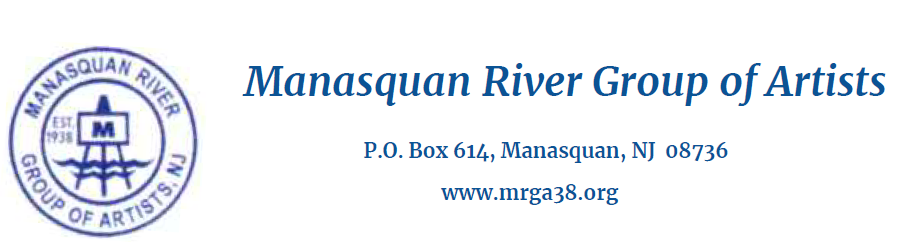 MANASQUAN RIVER
EST.
1938
M
GROUP OF ARTISTS, NJ
Manasquan River Group of Artists
P.O. Box 614, Manasquan, NJ  08736
www.mrga38.org